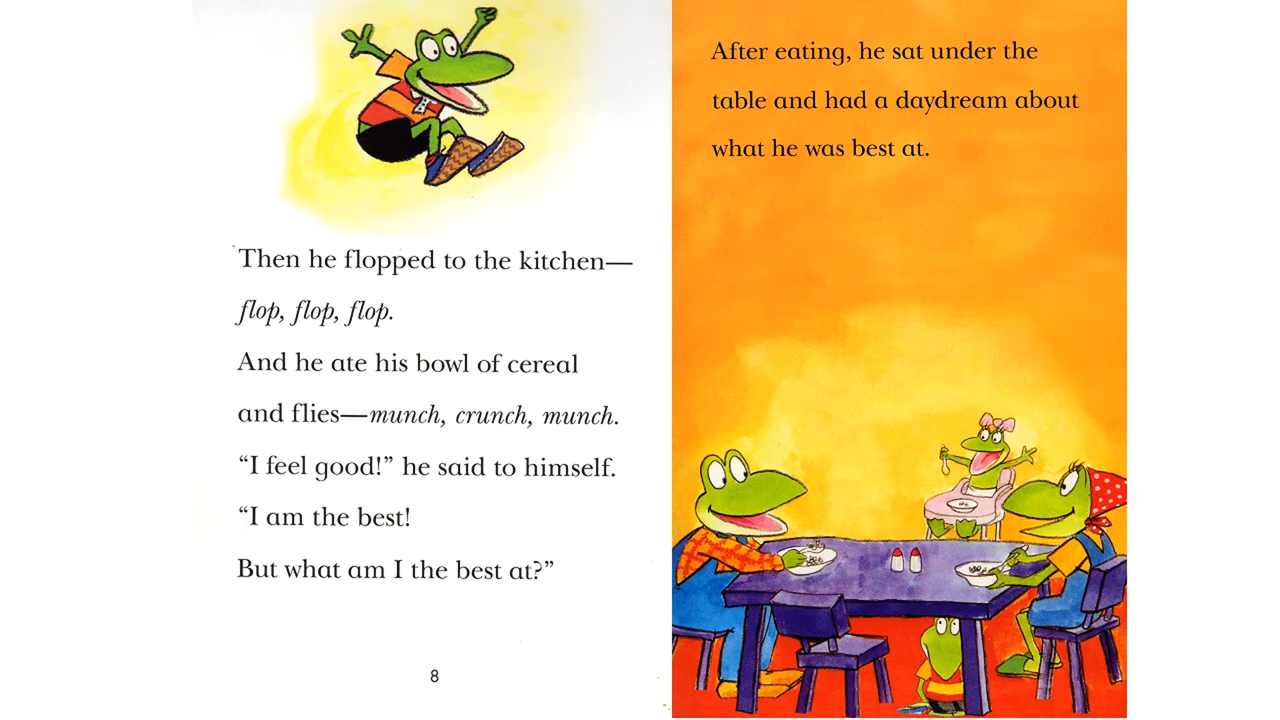 Then he flopped to the kitchen—
flop, flop, flop.
And he ate his bowl of cereal
and flies—munch, crunch, munch.
“I feel good!” he said to himself.
“I am the best!
But what am I the best at?”
8
After eating, he sat under the
table and had a daydream about
what he was best at.